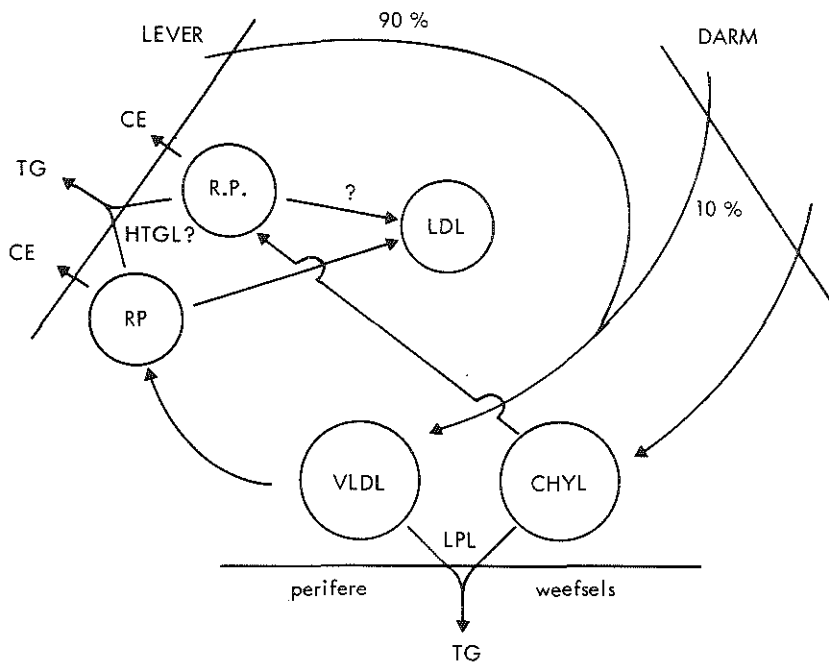 90 %
LEVER
DARM
CE
TG
R.P.
?
LDL
10 %
HTGL?
CE
RP
VLDL
CHYL
LPL
perifere weefsels
TG